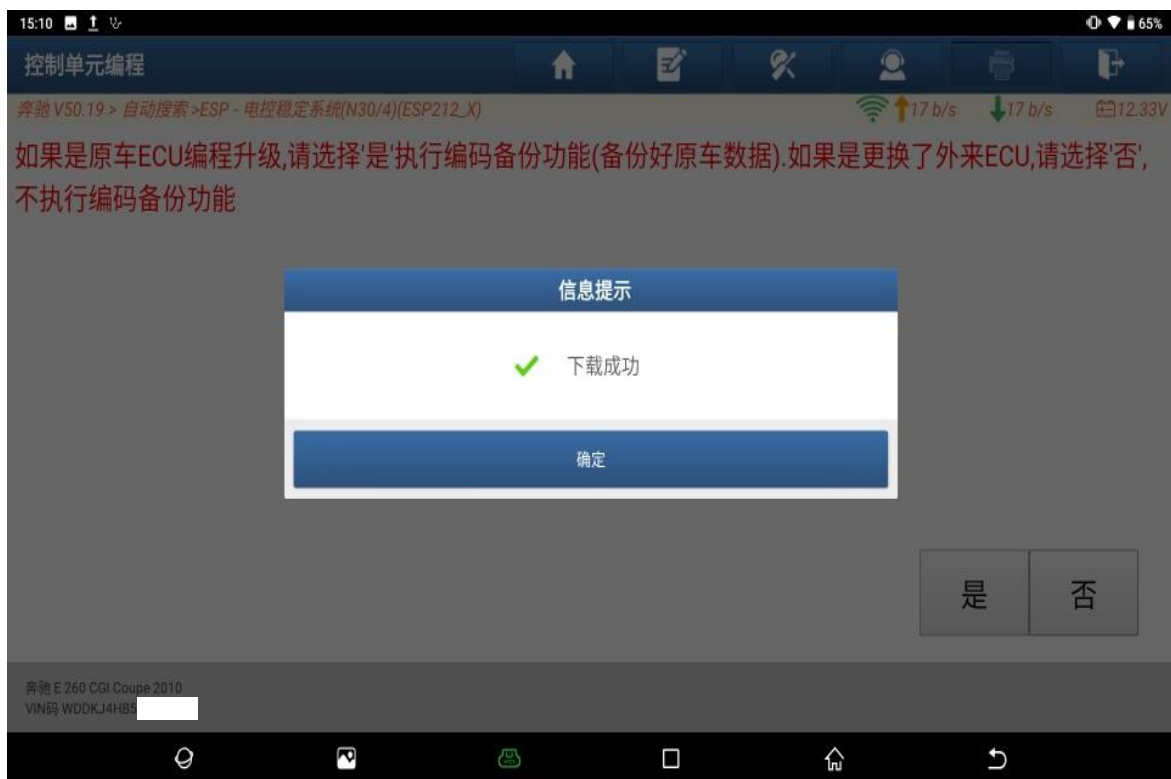 15:10
65%
控制单元编程
奔驰 V50.19 > 自动搜索 >ESP - 电控稳定系统(N30/4)(ESP212_X)
17 b/s
17 b/s
12.33V
如果是原车ECU编程升级,请选择'是'执行编码备份功能(备份好原车数据).如果是更换了外来ECU,请选择'否',
不执行编码备份功能
信息提示
下载成功
确定
是
否
奔驰 E 260 CGI Coupe 2010
VIN码 WDDKJ4HB5
VCI